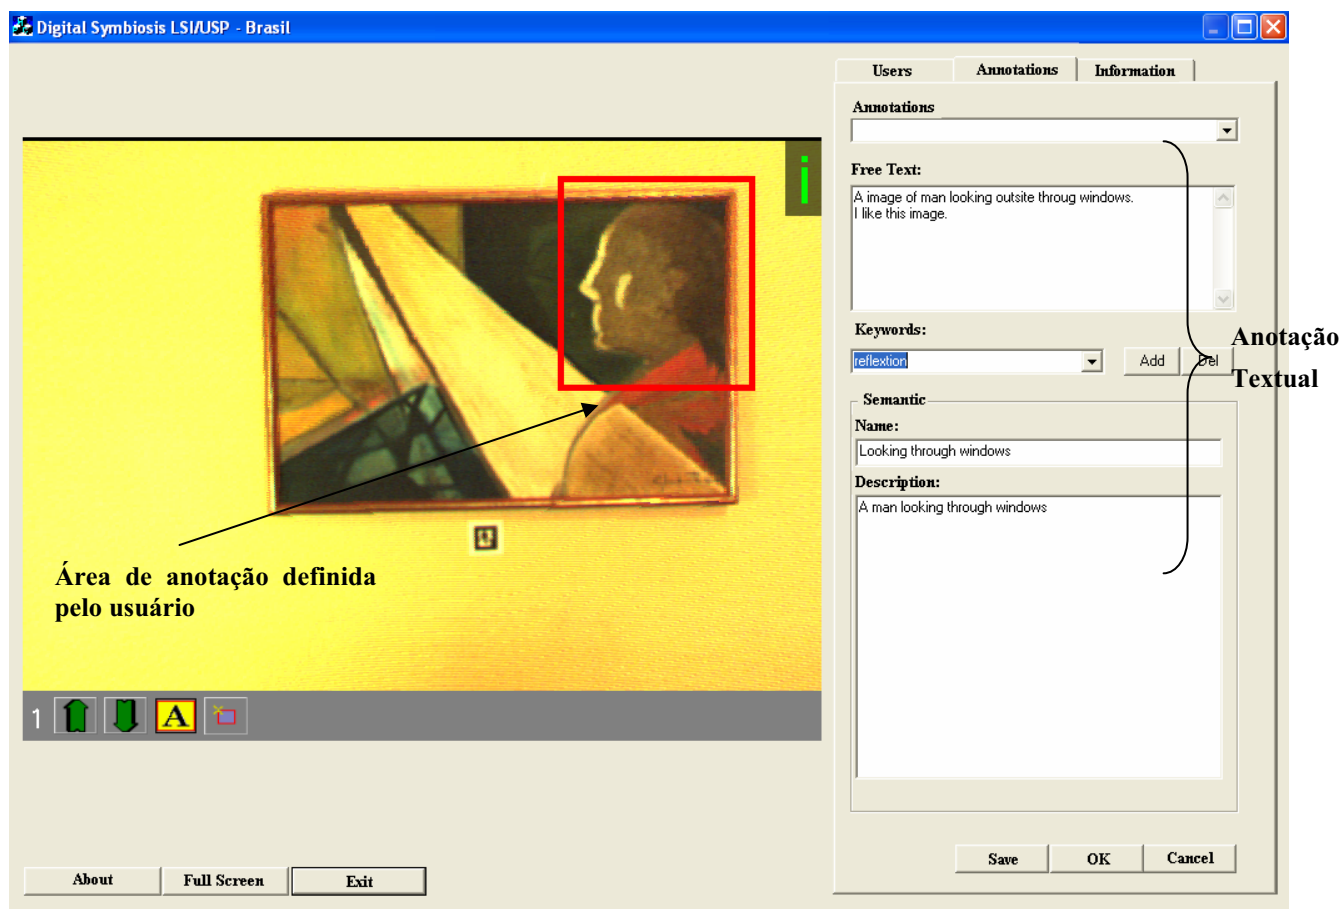 Digital Symbiosis LSI/USP - Brasil
Users
Annotations
Information
Annotations
Free Text:
A image of man looking outsite throug windows.
I like this image.
Keywords:
reflextion
Add
Del
Anotação
Textual
Semantic
Name:
Looking through windows
Description:
A man looking through windows
i
Área de anotação definida
pelo usuário
1
A
Save
OK
Cancel
About
Full Screen
Exit